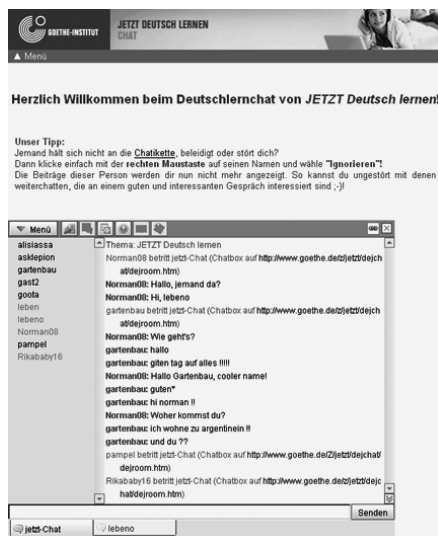 GOETHE-INSTITUT
JETZT DEUTSCH LERNEN
CHAT
▲ Menü
Herzlich Willkommen beim Deutschlernchat von JETZT Deutsch lernen!
Unser Tipp:
Jemand hält sich nicht an die Chatikette, beleidigt oder stört dich?
Dann klicke einfach mit der rechten Maustaste auf seinen Namen und wähle "Ignorieren"!
Die Beiträge dieser Person werden dir nun nicht mehr angezeigt. So kannst du ungestört mit denen
weiterchatten, die an einem guten und interessanten Gespräch interessiert sind ;-)!
▼ Menü
alisiassa
asklepion
gartenbau
gast2
goota
leben
lebeno
Norman08
pampel
Rikababy16
Thema: JETZT Deutsch lernen
Norman08 betritt jetzt-Chat (Chatbox auf http://www.goethe.de/z/jetzt/dejch
at/dejroom.htm)
Norman08: Hallo, jemand da?
Norman08: Hi, lebeno
gartenbau betritt jetzt-Chat (Chatbox auf http://www.goethe.de/z/jetzt/dejch
at/dejroom.htm)
Norman08: Wie geht's?
gartenbau: hallo
gartenbau: giten tag auf alles !!!!!
Norman08: Hallo Gartenbau, cooler name!
gartenbau: guten*
gartenbau: hi norman !!
Norman08: Woher kommst du?
gartenbau: ich wohne zu argentinein !!
gartenbau: und du ??
pampel betritt jetzt-Chat (Chatbox auf http://www.goethe.de/Z/jetzt/dejchat/
dejroom.htm)
Rikababy16 betritt jetzt-Chat (Chatbox auf http://www.goethe.de/z/jetzt/dejc
hat/dejroom.htm)
Senden
jetzt-Chat
lebeno